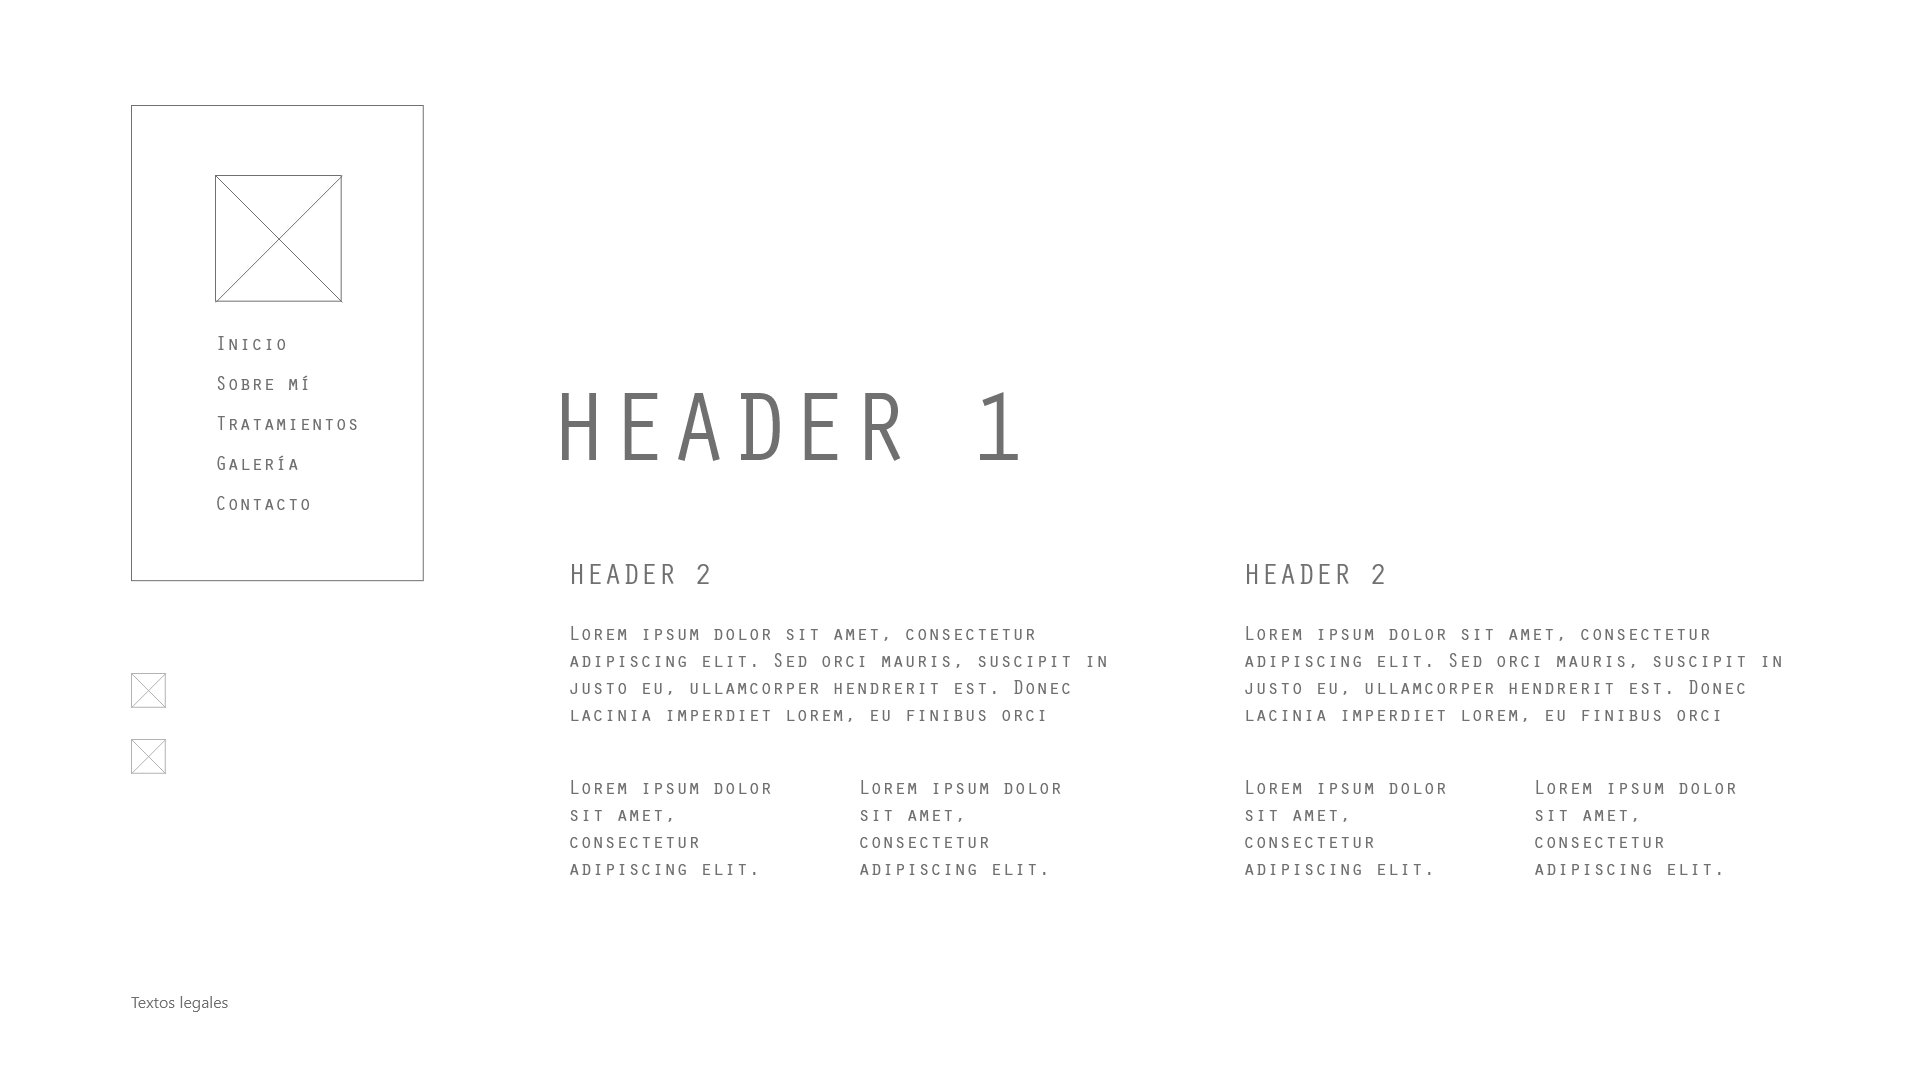 Inicio
Sobre mí
Tratamientos
Galería
Contacto
HEADER 1
HEADER 2
Lorem ipsum dolor sit amet, consectetur
adipiscing elit. Sed orci mauris, suscipit in
justo eu, ullamcorper hendrerit est. Donec
lacinia imperdiet lorem, eu finibus orci
Lorem ipsum dolor
sit amet,
consectetur
adipiscing elit.
Lorem ipsum dolor
sit amet,
consectetur
adipiscing elit.
HEADER 2
Lorem ipsum dolor sit amet, consectetur
adipiscing elit. Sed orci mauris, suscipit in
justo eu, ullamcorper hendrerit est. Donec
lacinia imperdiet lorem, eu finibus orci
Lorem ipsum dolor
sit amet,
consectetur
adipiscing elit.
Lorem ipsum dolor
sit amet,
consectetur
adipiscing elit.
Textos legales